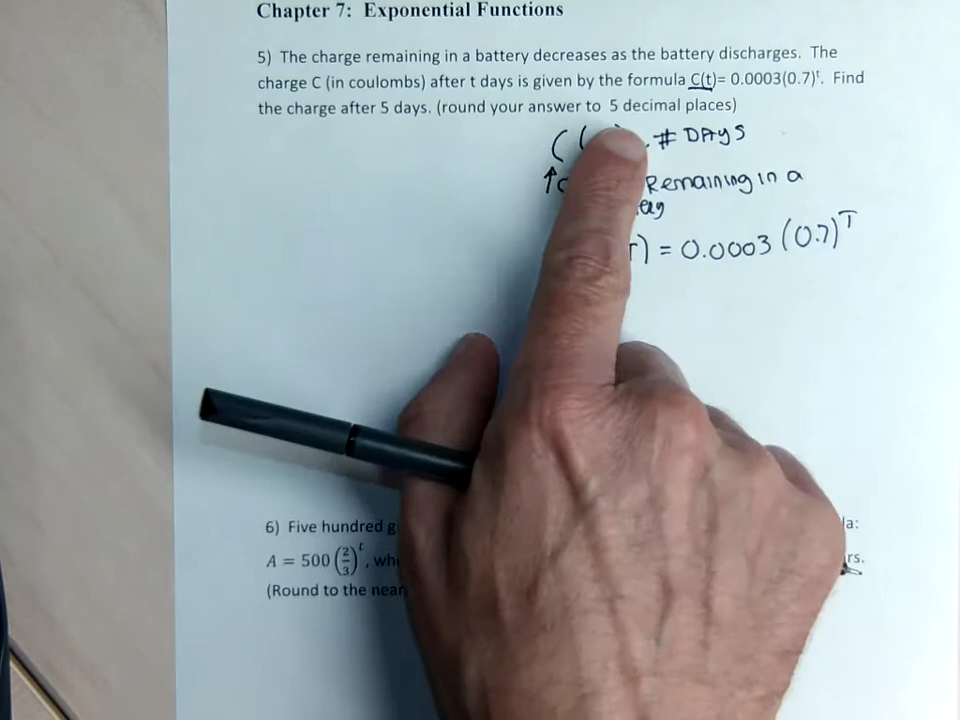 Chapter 7: Exponential Functions
5) The charge remaining in a battery decreases as the battery discharges. The
charge C (in coulombs) after t days is given by the formula C(t)= 0.0003(0.7)ᵗ. Find
the charge after 5 days. (round your answer to 5 decimal places)
# DAYS
Remaining in a
= 0.0003 (0.7)ᵀ
6) Five hundred
A = 500 (2/3)ᵗ,
(Round to the